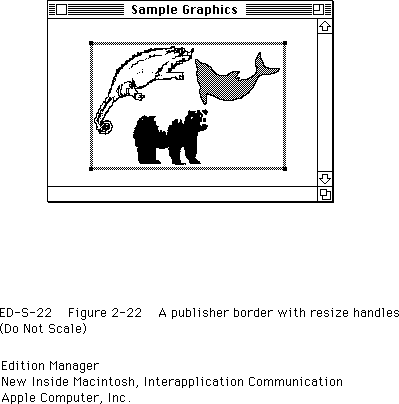 Sample Graphics
ED-S-22 Figure 2-22 A publisher border with resize handles
(Do Not Scale)
Edition Manager
New Inside Macintosh, Interapplication Communication
Apple Computer, Inc.